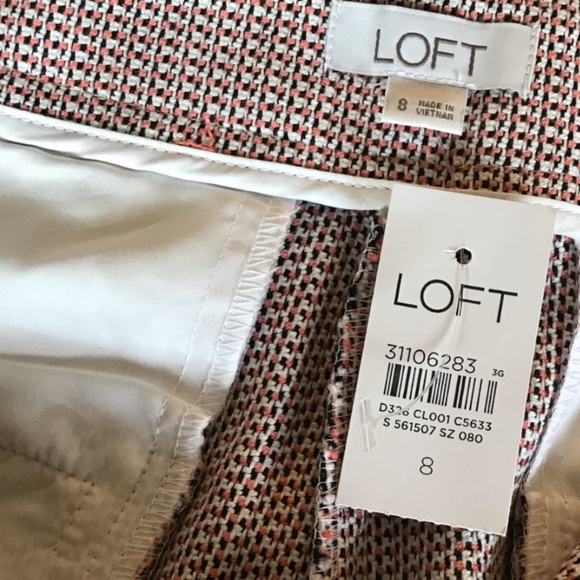 LOFT
8 MADE IN
VIETNAM
LOFT
31106283
3G
D326 CL001 C5633
S 561507 SZ 080
8